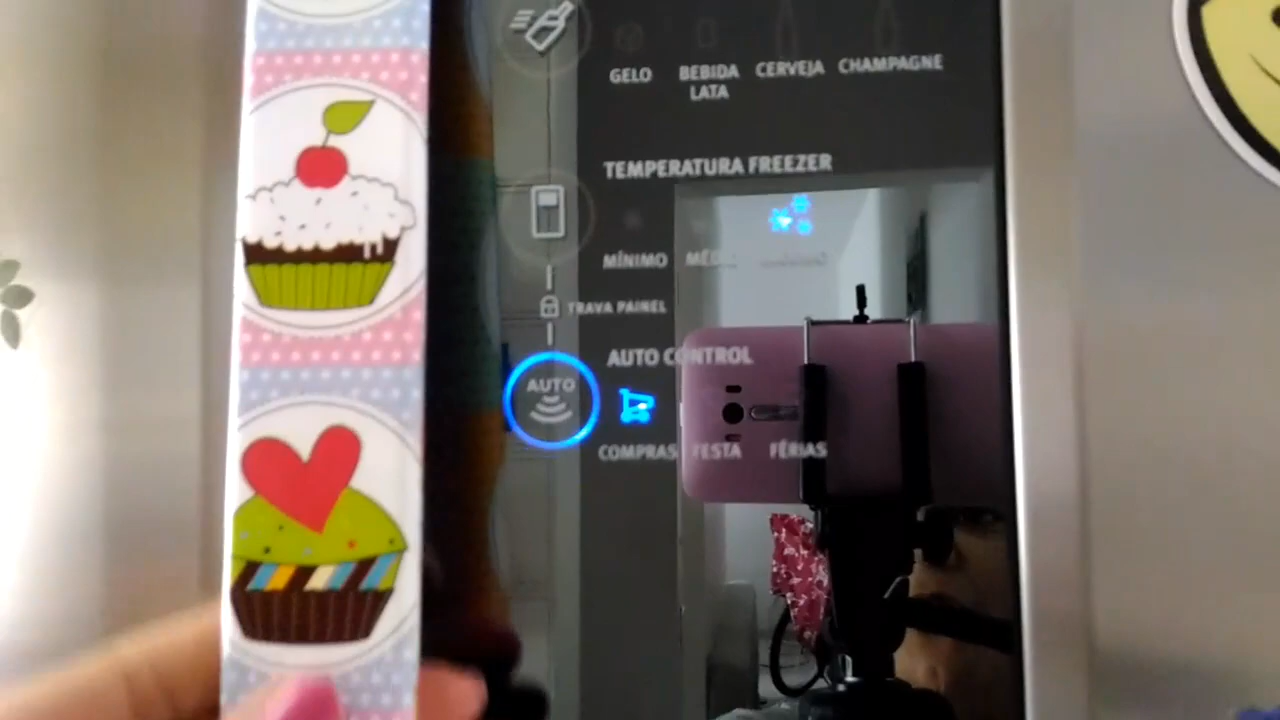 GELO BEBIDA LATA CERVEJA CHAMPAGNE
TEMPERATURA FREEZER
MÍNIMO
TRAVA PAINEL
AUTO CONTROL
AUTO
COMPRAS FESTA FÉRIAS